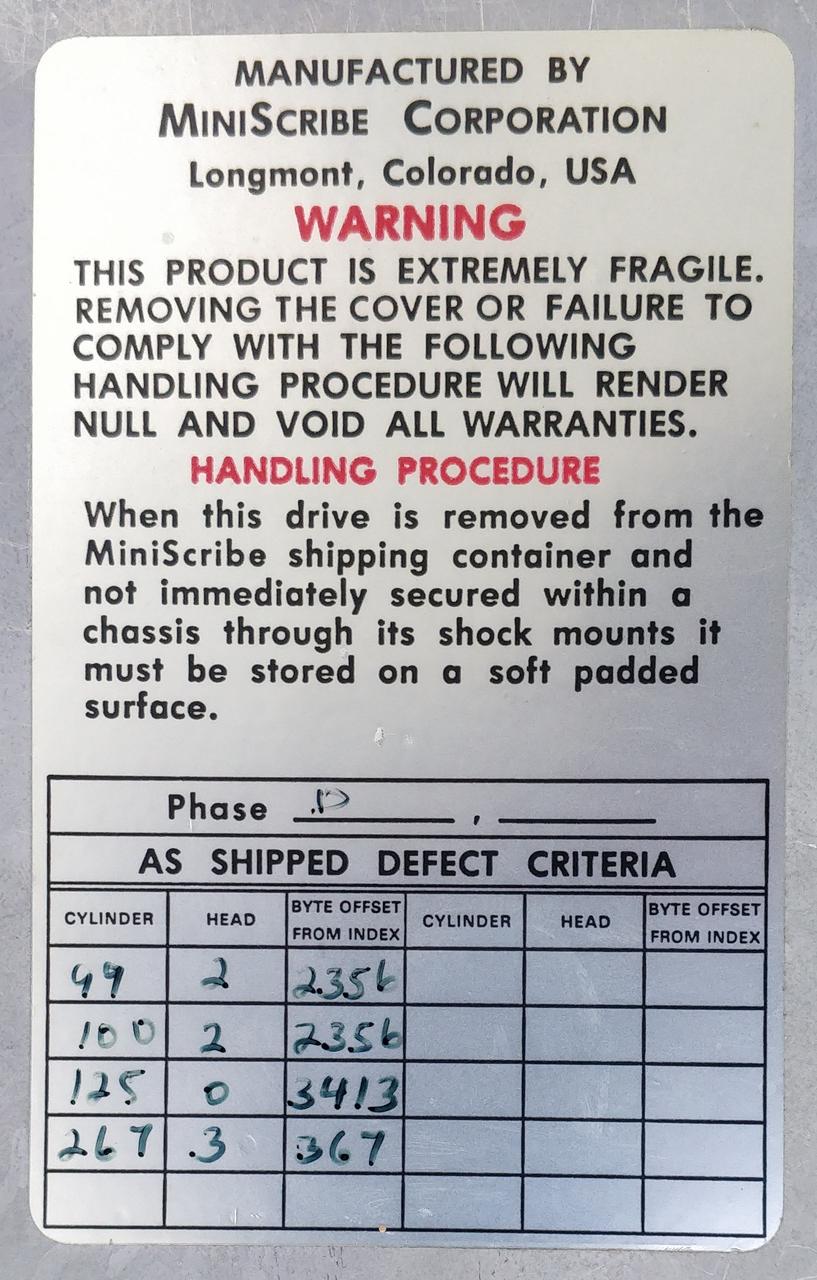 MANUFACTURED BY
MINISCRIBE CORPORATION
Longmont, Colorado, USA
WARNING
THIS PRODUCT IS EXTREMELY FRAGILE.
REMOVING THE COVER OR FAILURE TO
COMPLY WITH THE FOLLOWING
HANDLING PROCEDURE WILL RENDER
NULL AND VOID ALL WARRANTIES.
HANDLING PROCEDURE
When this drive is removed from the
MiniScribe shipping container and
not immediately secured within a
chassis through its shock mounts it
must be stored on a soft padded
surface.
Phase D ,
AS SHIPPED DEFECT CRITERIA
CYLINDER HEAD BYTE OFFSET FROM INDEX CYLINDER HEAD BYTE OFFSET FROM INDEX
99 2 2356
100 2 2356
125 0 3413
267 3 367